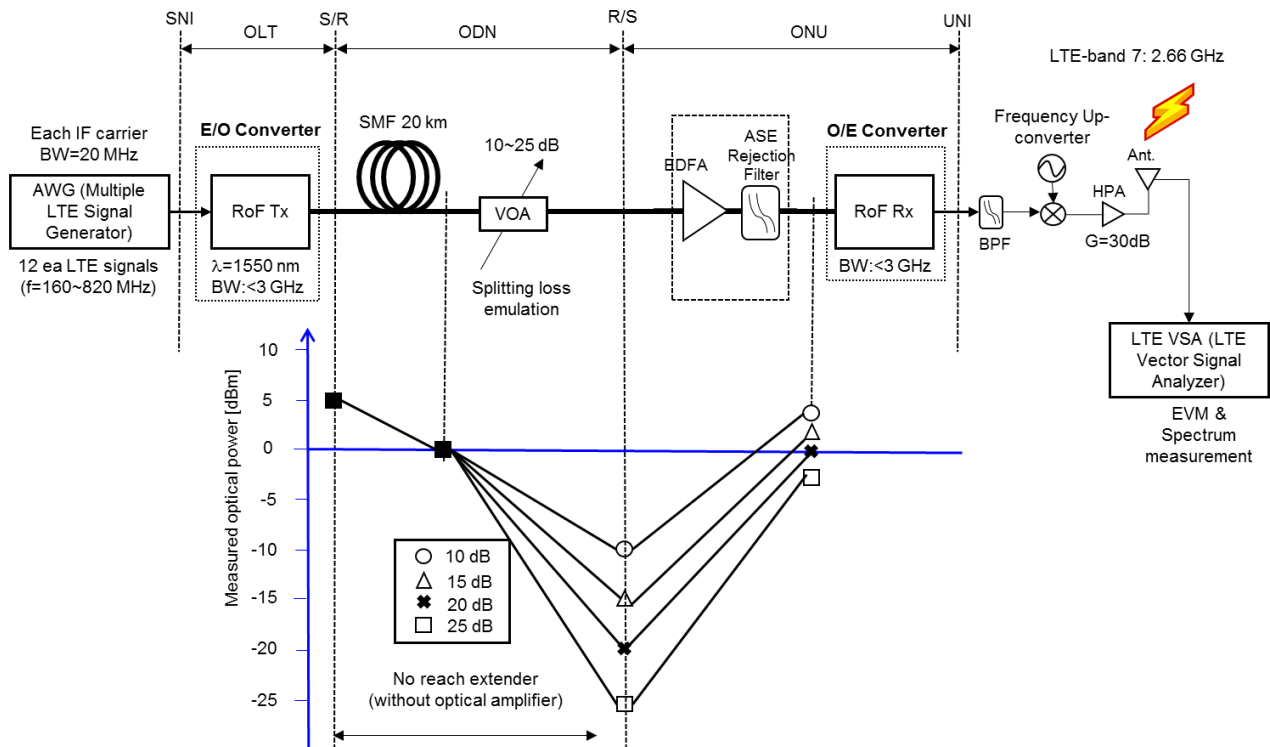 SNI
S/R
R/S
UNI
OLT
ODN
ONU
LTE-band 7: 2.66 GHz
Each IF carrier
BW=20 MHz
E/O Converter
SMF 20 km
10~25 dB
EDFA
ASE
Rejection
Filter
O/E Converter
Frequency Up-
converter
Ant.
HPA
AWG (Multiple
LTE Signal
Generator)
RoF Tx
VOA
RoF Rx
BPF
G=30dB
12 ea LTE signals
(f=160~820 MHz)
λ=1550 nm
BW:<3 GHz
Splitting loss
emulation
BW:<3 GHz
LTE VSA (LTE
Vector Signal
Analyzer)
EVM &
Spectrum
measurement
Measured optical power [dBm]
10
5
0
-5
-10
-15
-20
-25
10 dB
15 dB
20 dB
25 dB
No reach extender
(without optical amplifier)